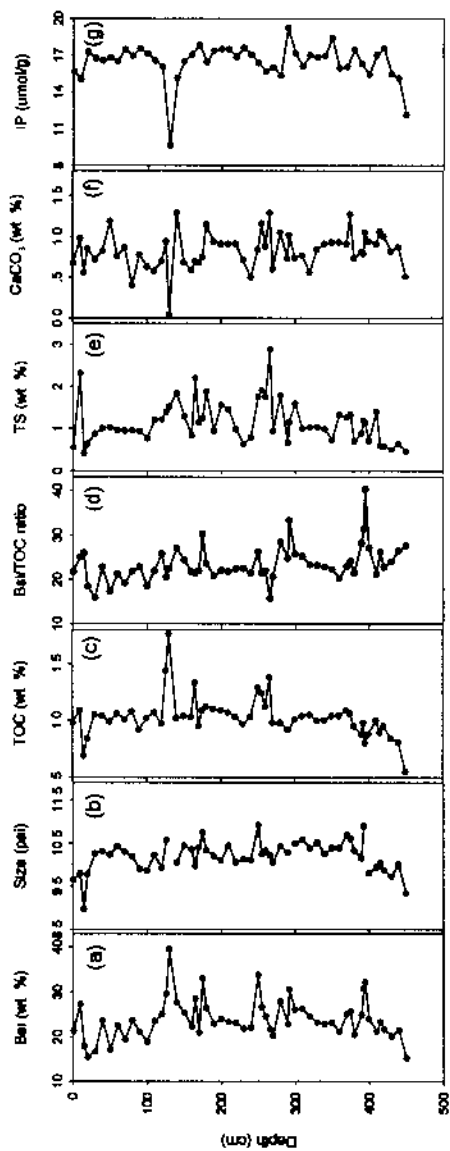 (g)
IP (umol/g)
20
17
14
11
8
(f)
CaCO3 (wt %)
1.5
1.0
.5
0.0
(e)
TS (wt %)
3
2
1
0
(d)
Bsi/TOC ratio
40
30
20
10
(c)
TOC (wt %)
1.5
1.0
.5
(b)
Size (psi)
11.5
10.5
9.5
8.5
(a)
Bsi (wt %)
40
30
20
10
0
100
200
300
400
500
Depth (cm)